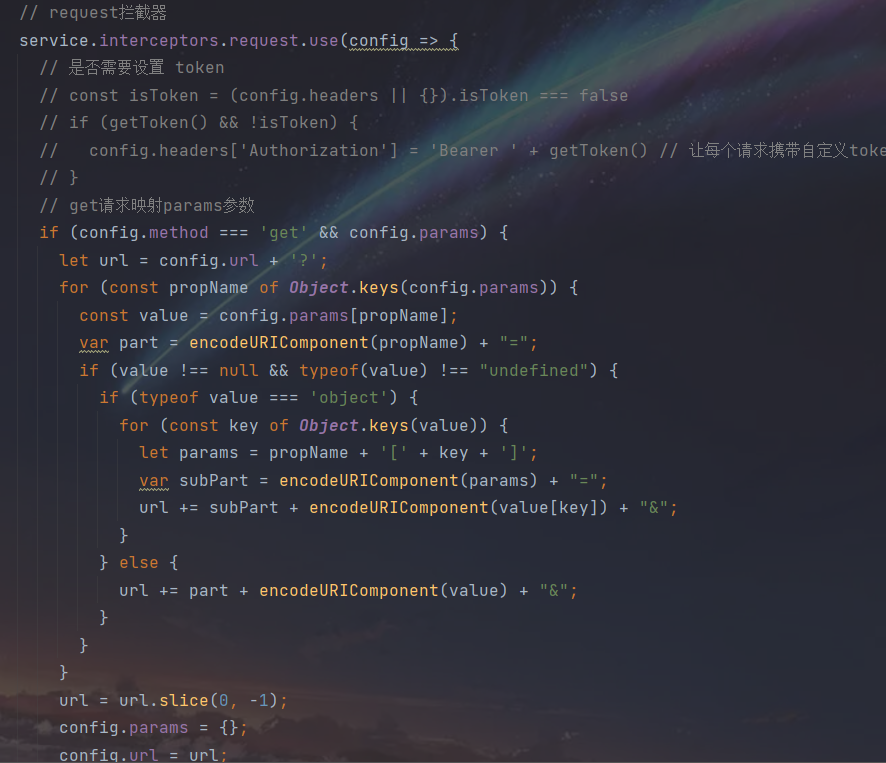 // request拦截器
service.interceptors.request.use(config => {
// 是否需要设置 token
// const isToken = (config.headers || {}).isToken === false
// if (getToken() && !isToken) {
//   config.headers['Authorization'] = 'Bearer ' + getToken() // 让每个请求携带自定义toke
// }
// get请求映射params参数
if (config.method === 'get' && config.params) {
let url = config.url + '?';
for (const propName of Object.keys(config.params)) {
const value = config.params[propName];
var part = encodeURIComponent(propName) + "=";
if (value !== null && typeof(value) !== "undefined") {
if (typeof value === 'object') {
for (const key of Object.keys(value)) {
let params = propName + '[' + key + ']';
var subPart = encodeURIComponent(params) + "=";
url += subPart + encodeURIComponent(value[key]) + "&";
}
} else {
url += part + encodeURIComponent(value) + "&";
}
}
}
url = url.slice(0, -1);
config.params = {};
config.url = url;